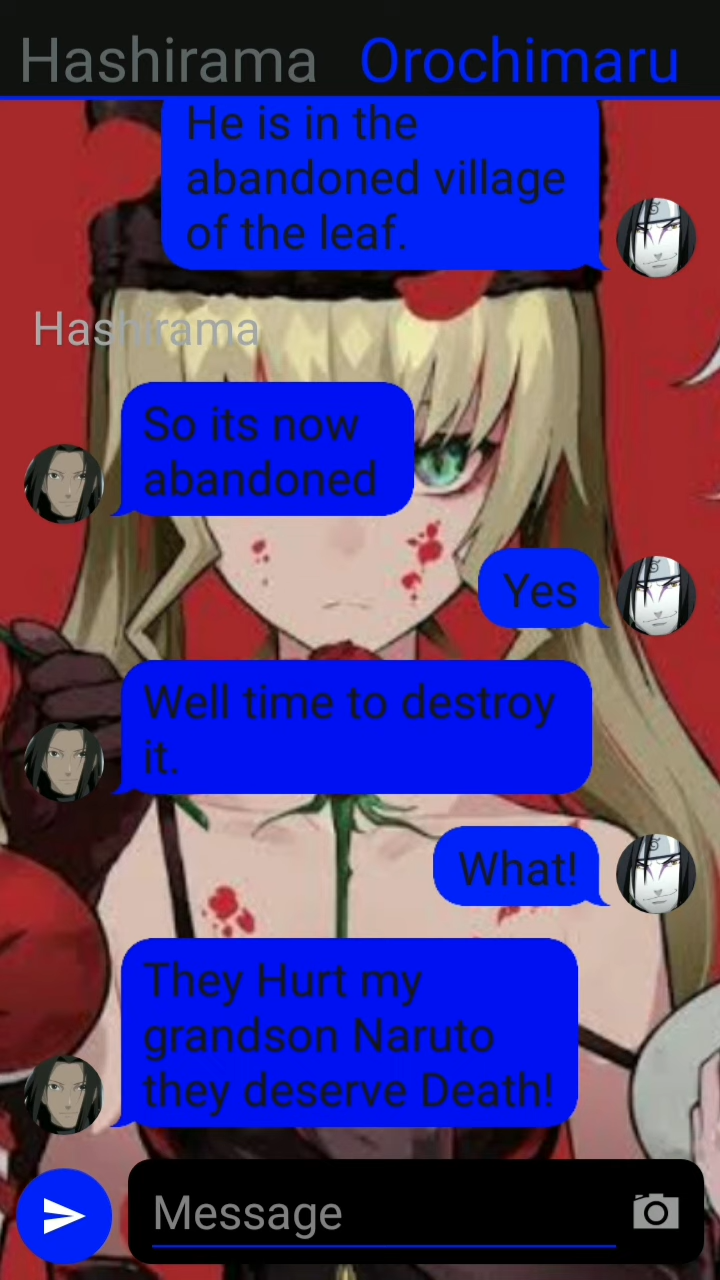 Hashirama Orochimaru
He is in the
abandoned village
of the leaf.
Hashirama
So its now
abandoned
Yes
Well time to destroy
it.
What!
They Hurt my
grandson Naruto
they deserve Death!
Message